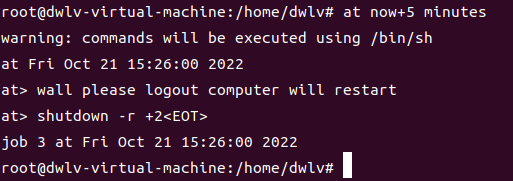 root@dwlv-virtual-machine:/home/dwlv# at now+5 minutes
warning: commands will be executed using /bin/sh
at Fri Oct 21 15:26:00 2022
at> wall please logout computer will restart
at> shutdown -r +2<EOT>
job 3 at Fri Oct 21 15:26:00 2022
root@dwlv-virtual-machine:/home/dwlv#